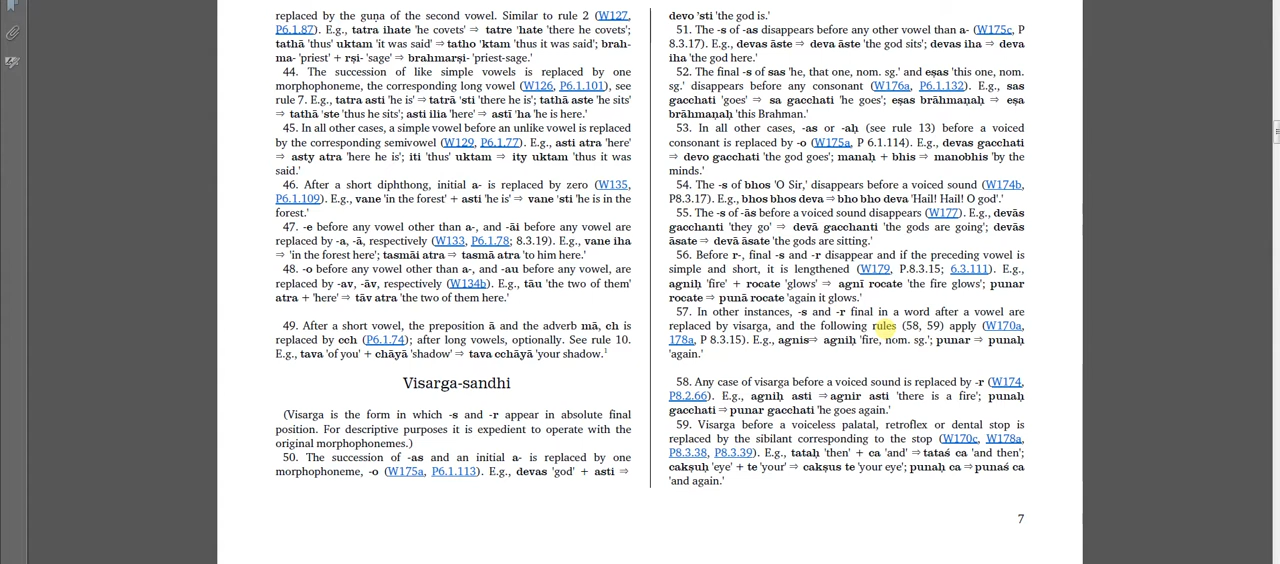 replaced by the guṇa of the second vowel. Similar to rule 2 (W127,
P6.1.87). E.g., tatra ihate 'he covets' ⇒ tatre 'hate 'there he covets';
tathā 'thus' uktam 'it was said' ⇒ tatho 'ktam 'thus it was said'; brah-
ma- 'priest' + rṣi- 'sage' ⇒ brahmarṣi- 'priest-sage.'
44. The succession of like simple vowels is replaced by one
morphophoneme, the corresponding long vowel (W126, P6.1.101), see
rule 7. E.g., tatra asti 'he is' ⇒ tatrā 'sti 'there he is'; tathā aste 'he sits'
⇒ tathā 'ste 'thus he sits'; asti ilia 'here' ⇒ astī 'ha 'he is here.'
45. In all other cases, a simple vowel before an unlike vowel is replaced
by the corresponding semivowel (W129, P6.1.77). E.g., asti atra 'here'
⇒ asty atra 'here he is'; iti 'thus' uktam ⇒ ity uktam 'thus it was
said.'
46. After a short diphthong, initial a- is replaced by zero (W135,
P6.1.109). E.g., vane 'in the forest' + asti 'he is' ⇒ vane 'sti 'he is in the
forest.'
47. -e before any vowel other than a-, and -āi before any vowel are
replaced by -a, -ā, respectively (W133, P6.1.78; 8.3.19). E.g., vane iha
⇒ 'in the forest here'; tasmāi atra ⇒ tasmā atra 'to him here.'
48. -o before any vowel other than a-, and -au before any vowel, are
replaced by -av, -āv, respectively (W134b). E.g., tāu 'the two of them'
atra + 'here' ⇒ tāv atra 'the two of them here.'
49. After a short vowel, the preposition ā and the adverb mā, ch is
replaced by cch (P6.1.74); after long vowels, optionally. See rule 10.
E.g., tava 'of you' + chāyā 'shadow' ⇒ tava cchāyā 'your shadow.'1
Visarga-sandhi
(Visarga is the form in which -s and -r appear in absolute final
position. For descriptive purposes it is expedient to operate with the
original morphophonemes.)
50. The succession of -as and an initial a- is replaced by one
morphophoneme, -o (W175a, P6.1.113). E.g., devas 'god' + asti ⇒
devo 'sti 'the god is.'
51. The -s of -as disappears before any other vowel than a- (W175c, P
8.3.17). E.g., devas āste ⇒ deva āste 'the god sits'; devas iha ⇒ deva
iha 'the god here.'
52. The final -s of sas 'he, that one, nom. sg.' and eṣas 'this one, nom.
sg.' disappears before any consonant (W176a, P6.1.132). E.g., sas
gacchati 'goes' ⇒ sa gacchati 'he goes'; eṣas brāhmaṇaḥ ⇒ eṣa
brāhmaṇaḥ 'this Brahman.'
53. In all other cases, -as or -aḥ (see rule 13) before a voiced
consonant is replaced by -o (W175a, P 6.1.114). E.g., devas gacchati
⇒ devo gacchati 'the god goes'; manaḥ + bhis ⇒ manobhis 'by the
minds.'
54. The -s of bhos 'O Sir,' disappears before a voiced sound (W174b,
P8.3.17). E.g., bhos bhos deva ⇒ bho bho deva 'Hail! Hail! O god'.'
55. The -s of -ās before a voiced sound disappears (W177). E.g., devās
gacchanti 'they go' ⇒ devā gacchanti 'the gods are going'; devās
āsate ⇒ devā āsate 'the gods are sitting.'
56. Before r-, final -s and -r disappear and if the preceding vowel is
simple and short, it is lengthened (W179, P.8.3.15; 6.3.111). E.g.,
agniḥ 'fire' + rocate 'glows' ⇒ agnī rocate 'the fire glows'; punar
rocate ⇒ punā rocate 'again it glows.'
57. In other instances, -s and -r final in a word after a vowel are
replaced by visarga, and the following rules (58, 59) apply (W170a,
178a, P 8.3.15). E.g., agnis⇒ agniḥ 'fire, nom. sg.'; punar ⇒ punaḥ
'again.'
58. Any case of visarga before a voiced sound is replaced by -r (W174,
P8.2.66). E.g., agniḥ asti ⇒ agnir asti 'there is a fire'; punaḥ
gacchati ⇒ punar gacchati 'he goes again.'
59. Visarga before a voiceless palatal, retroflex or dental stop is
replaced by the sibilant corresponding to the stop (W170c, W178a,
P8.3.38, P8.3.39). E.g., tataḥ 'then' + ca 'and' ⇒ tataś ca 'and then';
cakṣuḥ 'eye' + te 'your' ⇒ cakṣus te 'your eye'; punaḥ ca ⇒ punaś ca
'and again.'
7